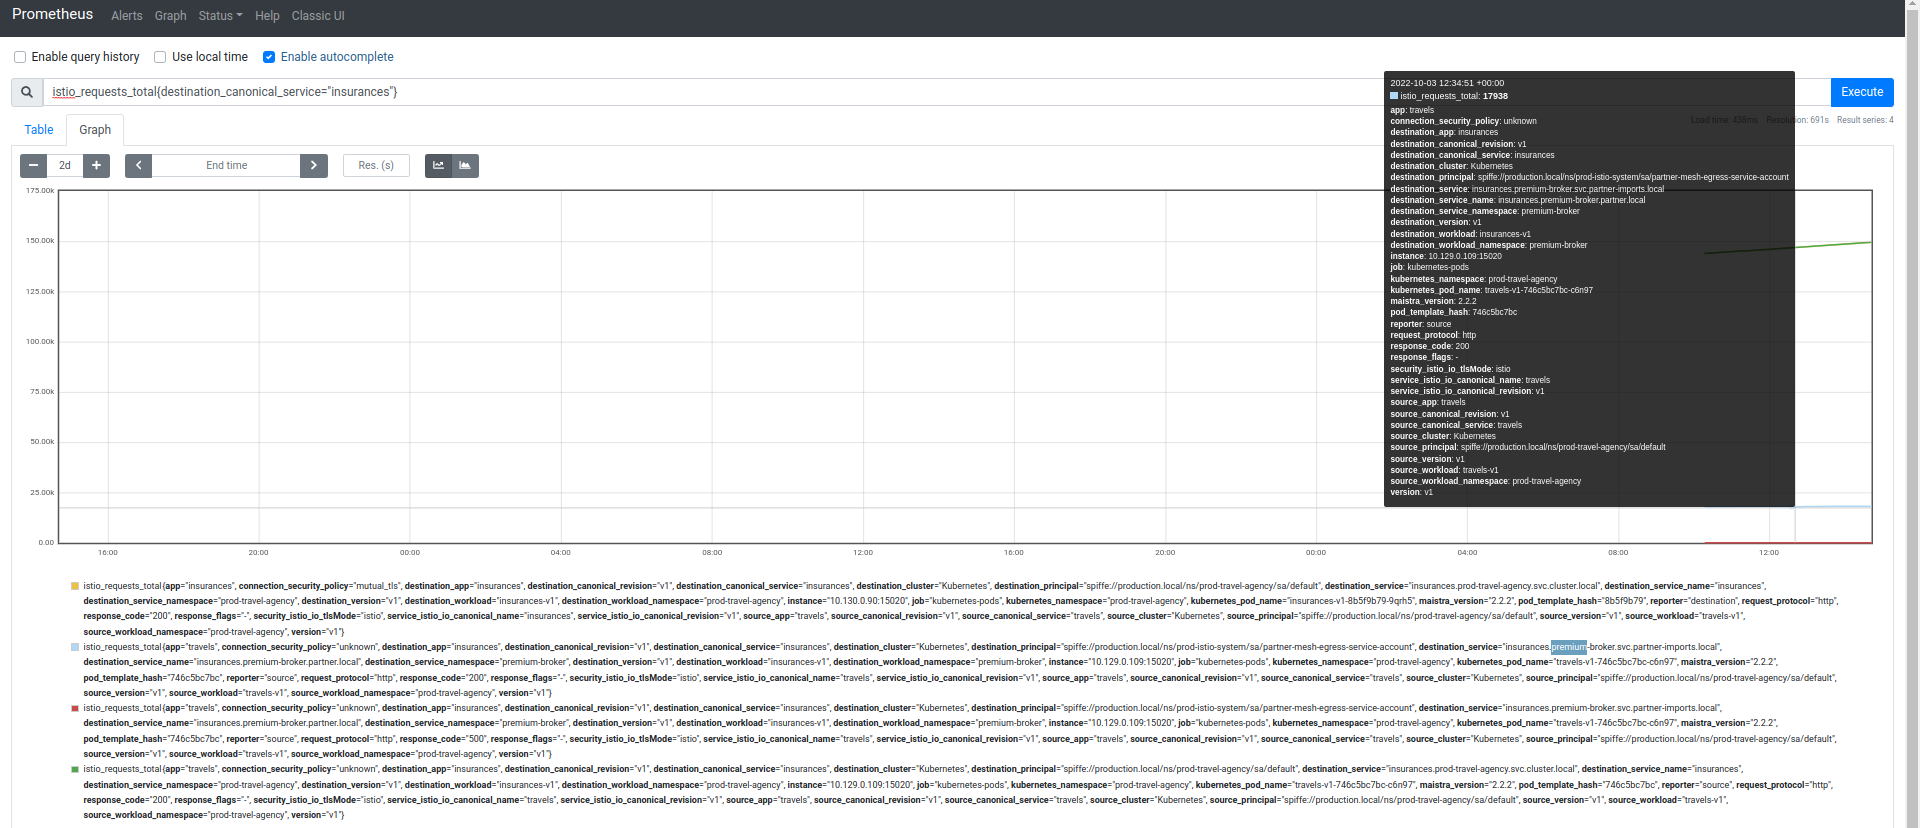 Prometheus Alerts Graph Status Help Classic UI
Enable query history Use local time Enable autocomplete
istio_requests_total{destination_canonical_service="insurances"}
Execute
Table Graph
Load time: 438ms Resolution: 691s Result series: 4
− 2d + < End time > Res. (s)
175.00k
150.00k
125.00k
100.00k
75.00k
50.00k
25.00k
0.00
16:00 20:00 00:00 04:00 08:00 12:00 16:00 20:00 00:00 04:00 08:00 12:00
2022-10-03 12:34:51 +00:00
istio_requests_total: 17938
app: travels
connection_security_policy: unknown
destination_app: insurances
destination_canonical_revision: v1
destination_canonical_service: insurances
destination_cluster: Kubernetes
destination_principal: spiffe://production.local/ns/prod-istio-system/sa/partner-mesh-egress-service-account
destination_service: insurances.premium-broker.svc.partner-imports.local
destination_service_name: insurances.premium-broker.partner.local
destination_service_namespace: premium-broker
destination_version: v1
destination_workload: insurances-v1
destination_workload_namespace: premium-broker
instance: 10.129.0.109:15020
job: kubernetes-pods
kubernetes_namespace: prod-travel-agency
kubernetes_pod_name: travels-v1-746c5bc7bc-c6n97
maistra_version: 2.2.2
pod_template_hash: 746c5bc7bc
reporter: source
request_protocol: http
response_code: 200
response_flags: -
security_istio_io_tlsMode: istio
service_istio_io_canonical_name: travels
service_istio_io_canonical_revision: v1
source_app: travels
source_canonical_revision: v1
source_canonical_service: travels
source_cluster: Kubernetes
source_principal: spiffe://production.local/ns/prod-travel-agency/sa/default
source_version: v1
source_workload: travels-v1
source_workload_namespace: prod-travel-agency
version: v1
istio_requests_total{app="insurances", connection_security_policy="mutual_tls", destination_app="insurances", destination_canonical_revision="v1", destination_canonical_service="insurances", destination_cluster="Kubernetes", destination_principal="spiffe://production.local/ns/prod-travel-agency/sa/default", destination_service="insurances.prod-travel-agency.svc.cluster.local", destination_service_name="insurances",
destination_service_namespace="prod-travel-agency", destination_version="v1", destination_workload="insurances-v1", destination_workload_namespace="prod-travel-agency", instance="10.130.0.90:15020", job="kubernetes-pods", kubernetes_namespace="prod-travel-agency", kubernetes_pod_name="insurances-v1-8b5f9b79-9qrh5", maistra_version="2.2.2", pod_template_hash="8b5f9b79", reporter="destination", request_protocol="http",
response_code="200", response_flags="-", security_istio_io_tlsMode="istio", service_istio_io_canonical_name="insurances", service_istio_io_canonical_revision="v1", source_app="travels", source_canonical_revision="v1", source_canonical_service="travels", source_cluster="Kubernetes", source_principal="spiffe://production.local/ns/prod-travel-agency/sa/default", source_version="v1", source_workload="travels-v1",
source_workload_namespace="prod-travel-agency", version="v1"}
istio_requests_total{app="travels", connection_security_policy="unknown", destination_app="insurances", destination_canonical_revision="v1", destination_canonical_service="insurances", destination_cluster="Kubernetes", destination_principal="spiffe://production.local/ns/prod-istio-system/sa/partner-mesh-egress-service-account", destination_service="insurances.premium-broker.svc.partner-imports.local",
destination_service_name="insurances.premium-broker.partner.local", destination_service_namespace="premium-broker", destination_version="v1", destination_workload="insurances-v1", destination_workload_namespace="premium-broker", instance="10.129.0.109:15020", job="kubernetes-pods", kubernetes_namespace="prod-travel-agency", kubernetes_pod_name="travels-v1-746c5bc7bc-c6n97", maistra_version="2.2.2",
pod_template_hash="746c5bc7bc", reporter="source", request_protocol="http", response_code="200", response_flags="-", security_istio_io_tlsMode="istio", service_istio_io_canonical_name="travels", service_istio_io_canonical_revision="v1", source_app="travels", source_canonical_revision="v1", source_canonical_service="travels", source_cluster="Kubernetes", source_principal="spiffe://production.local/ns/prod-travel-agency/sa/default",
source_version="v1", source_workload="travels-v1", source_workload_namespace="prod-travel-agency", version="v1"}
istio_requests_total{app="travels", connection_security_policy="unknown", destination_app="insurances", destination_canonical_revision="v1", destination_canonical_service="insurances", destination_cluster="Kubernetes", destination_principal="spiffe://production.local/ns/prod-istio-system/sa/partner-mesh-egress-service-account", destination_service="insurances.premium-broker.svc.partner-imports.local",
destination_service_name="insurances.premium-broker.partner.local", destination_service_namespace="premium-broker", destination_version="v1", destination_workload="insurances-v1", destination_workload_namespace="premium-broker", instance="10.129.0.109:15020", job="kubernetes-pods", kubernetes_namespace="prod-travel-agency", kubernetes_pod_name="travels-v1-746c5bc7bc-c6n97", maistra_version="2.2.2",
pod_template_hash="746c5bc7bc", reporter="source", request_protocol="http", response_code="500", response_flags="-", security_istio_io_tlsMode="istio", service_istio_io_canonical_name="travels", service_istio_io_canonical_revision="v1", source_app="travels", source_canonical_revision="v1", source_canonical_service="travels", source_cluster="Kubernetes", source_principal="spiffe://production.local/ns/prod-travel-agency/sa/default",
source_version="v1", source_workload="travels-v1", source_workload_namespace="prod-travel-agency", version="v1"}
istio_requests_total{app="travels", connection_security_policy="unknown", destination_app="insurances", destination_canonical_revision="v1", destination_canonical_service="insurances", destination_cluster="Kubernetes", destination_principal="spiffe://production.local/ns/prod-travel-agency/sa/default", destination_service="insurances.prod-travel-agency.svc.cluster.local", destination_service_name="insurances",
destination_service_namespace="prod-travel-agency", destination_version="v1", destination_workload="insurances-v1", destination_workload_namespace="prod-travel-agency", instance="10.129.0.109:15020", job="kubernetes-pods", kubernetes_namespace="prod-travel-agency", kubernetes_pod_name="travels-v1-746c5bc7bc-c6n97", maistra_version="2.2.2", pod_template_hash="746c5bc7bc", reporter="source", request_protocol="http",
response_code="200", response_flags="-", security_istio_io_tlsMode="istio", service_istio_io_canonical_name="travels", service_istio_io_canonical_revision="v1", source_app="travels", source_canonical_revision="v1", source_canonical_service="travels", source_cluster="Kubernetes", source_principal="spiffe://production.local/ns/prod-travel-agency/sa/default", source_version="v1", source_workload="travels-v1",
source_workload_namespace="prod-travel-agency", version="v1"}